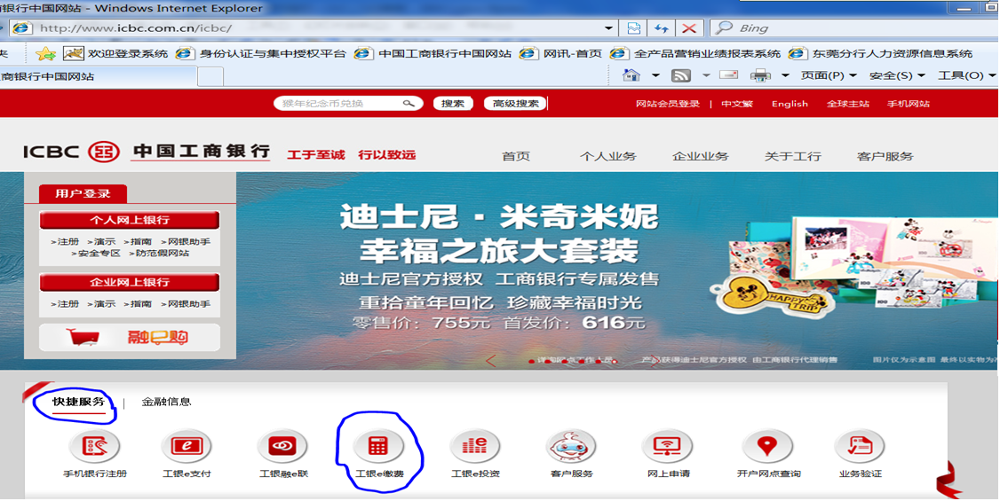 银行中国网站 - Windows Internet Explorer
http://www.icbc.com.cn/icbc/
Bing
欢迎登录系统 身份认证与集中授权平台 中国工商银行中国网站 网讯-首页 全产品营销业绩报表系统 东莞分行人力资源信息系统
商银行中国网站
页面(P) 安全(S) 工具(O)
猴年纪念币兑换 搜索 高级搜索 网站会员登录 | 中文繁 English 全球主站 手机网站
ICBC 中国工商银行 工于至诚 行以致远 首页 个人业务 企业业务 关于工行 客户服务
用户登录
个人网上银行
>注册 >演示 >指南 >网银助手
>安全专区 >防范假网站
企业网上银行
>注册 >演示 >指南 >网银助手
融e购
迪士尼·米奇米妮
幸福之旅大套装
迪士尼官方授权 工商银行专属发售
重拾童年回忆 珍藏幸福时光
零售价：755元 首发价：616元
HAPPY TRIP
产品获得迪士尼官方授权 由工商银行代理销售 图片仅为示意图 最终以实物为
快捷服务 | 金融信息
手机银行注册 工银e支付 工银融e联 工银e缴费 工银e投资 客户服务 网上申请 开户网点查询 业务验证